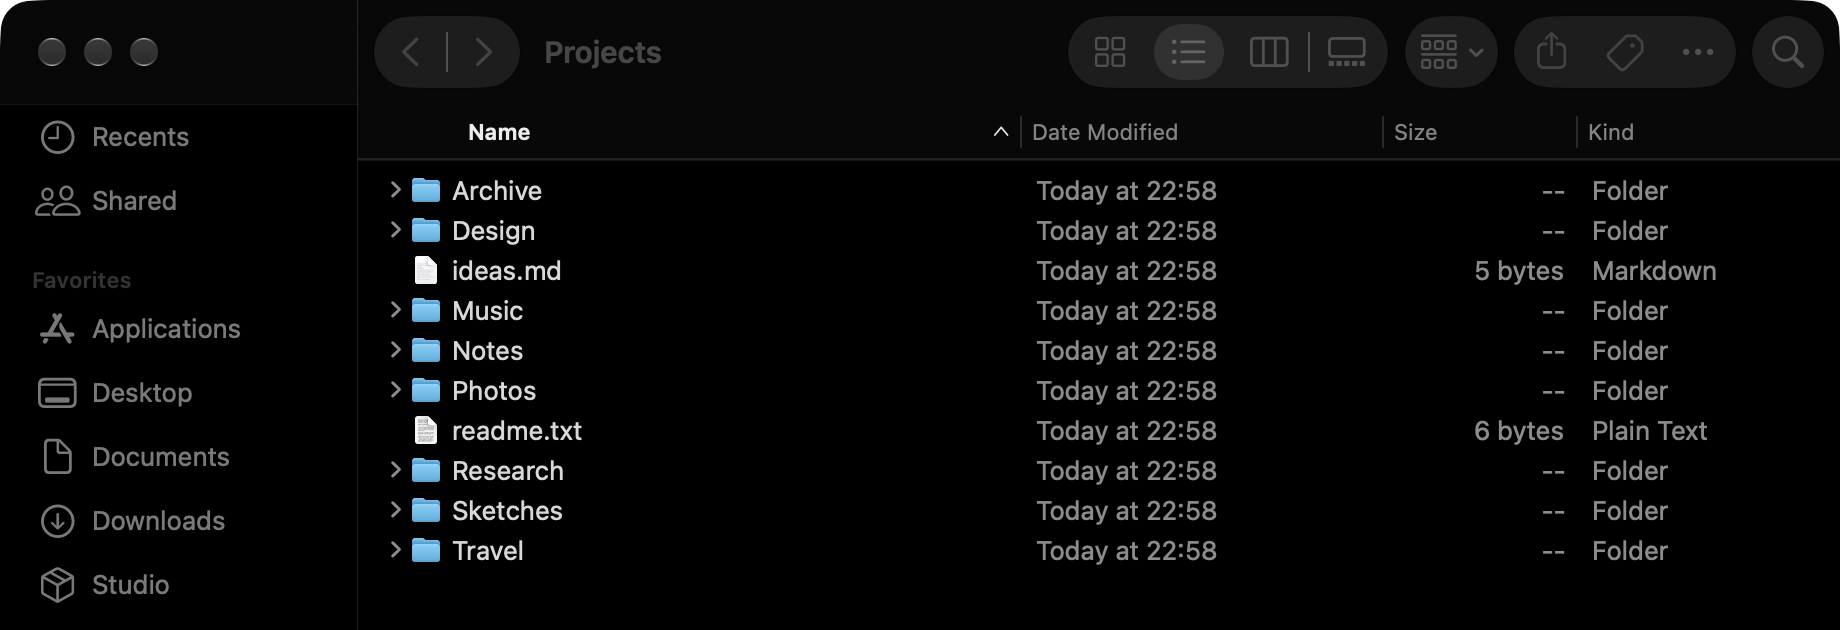 Projects
Recents
Shared
Favorites
Applications
Desktop
Documents
Downloads
Studio
Name Date Modified Size Kind
Archive Today at 22:58 -- Folder
Design Today at 22:58 -- Folder
ideas.md Today at 22:58 5 bytes Markdown
Music Today at 22:58 -- Folder
Notes Today at 22:58 -- Folder
Photos Today at 22:58 -- Folder
readme.txt Today at 22:58 6 bytes Plain Text
Research Today at 22:58 -- Folder
Sketches Today at 22:58 -- Folder
Travel Today at 22:58 -- Folder